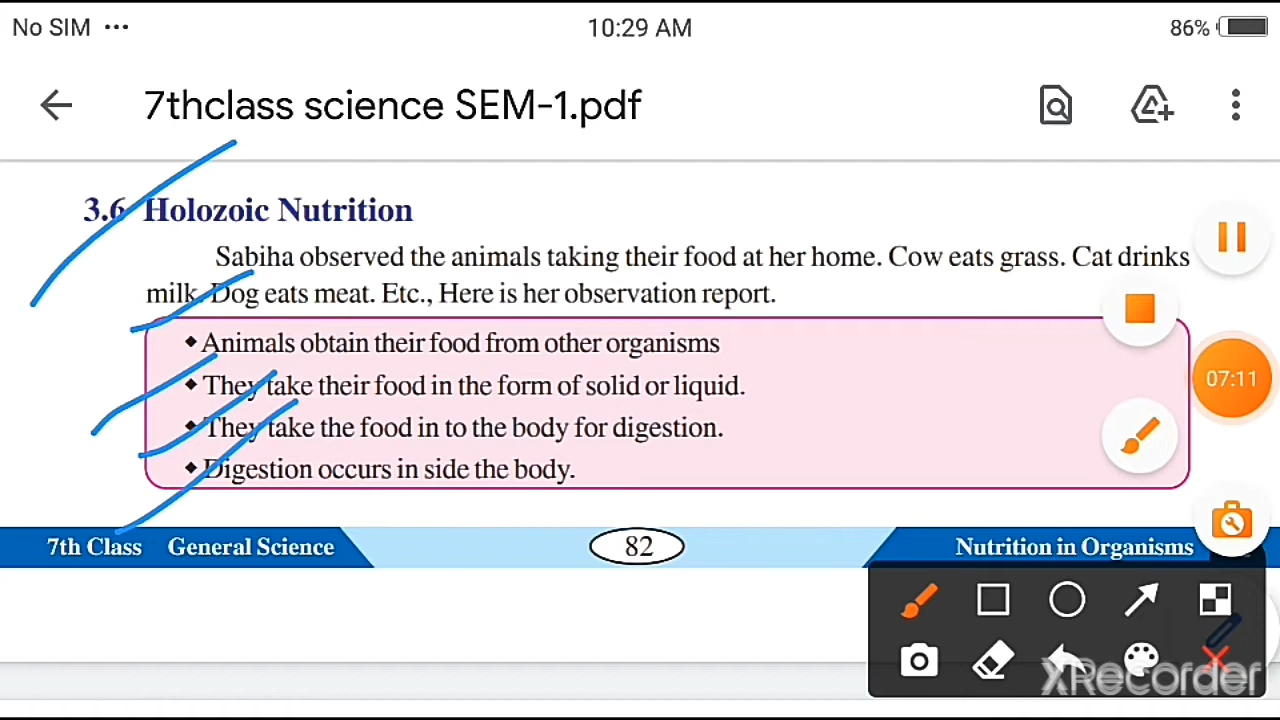 No SIM ••• 10:29 AM 86%
7thclass science SEM-1.pdf
3.6 Holozoic Nutrition
Sabiha observed the animals taking their food at her home. Cow eats grass. Cat drinks
milk. Dog eats meat. Etc., Here is her observation report.
◆ Animals obtain their food from other organisms
◆ They take their food in the form of solid or liquid.
07:11
◆ They take the food in to the body for digestion.
◆ Digestion occurs in side the body.
7th Class General Science 82 Nutrition in Organisms
XRecorder